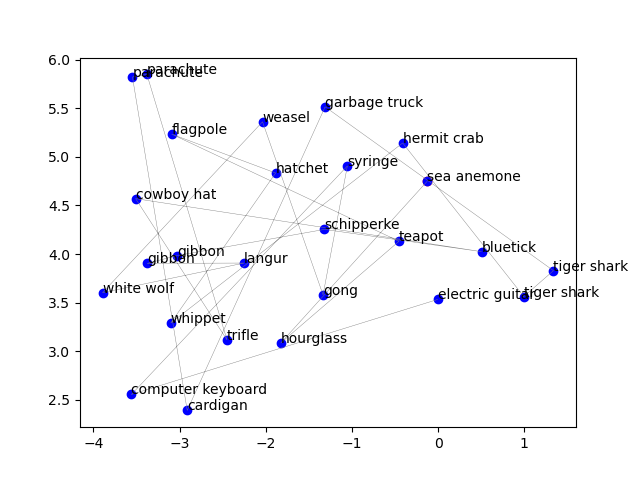 6.0
parachute
parachute
5.5
garbage truck
weasel
flagpole
hermit crab
5.0
syringe
hatchet
sea anemone
cowboy hat
4.5
schipperke
teapot
bluetick
4.0
gibbon
gibbon
langur
tiger shark
white wolf
gong
electric guitar
tiger shark
3.5
whippet
trifle
hourglass
3.0
computer keyboard
cardigan
2.5
−4
−3
−2
−1
0
1